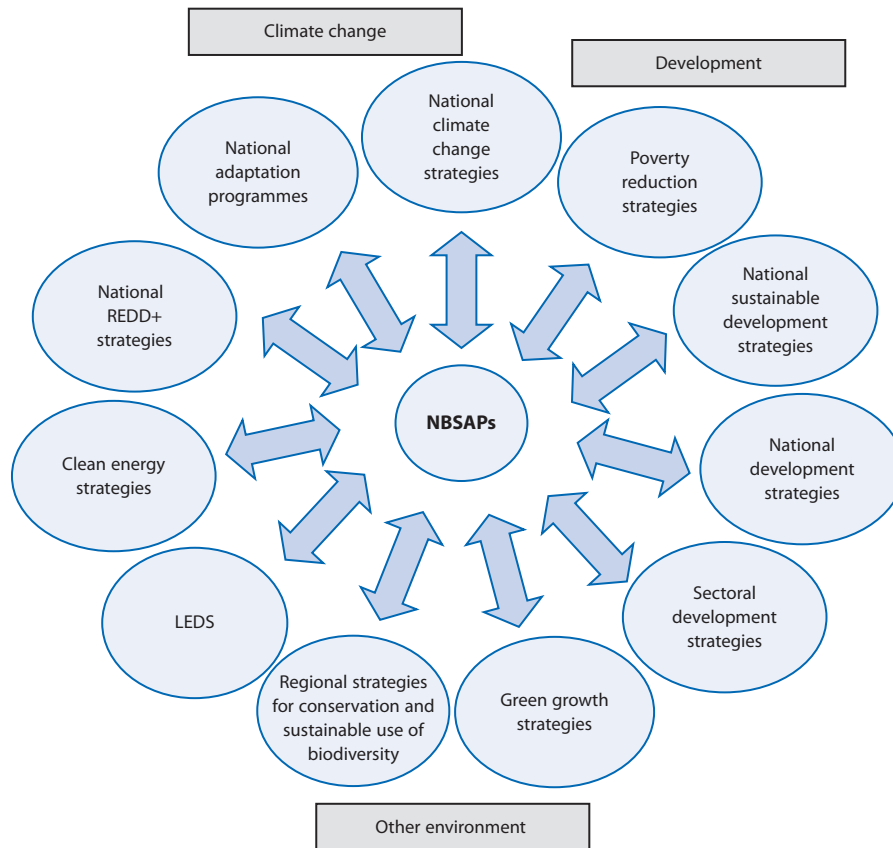 Climate change
Development
National
climate
change
strategies
National
adaptation
programmes
Poverty
reduction
strategies
National
REDD+
strategies
National
sustainable
development
strategies
NBSAPs
Clean energy
strategies
National
development
strategies
LEDS
Sectoral
development
strategies
Regional strategies
for conservation and
sustainable use of
biodiversity
Green growth
strategies
Other environment